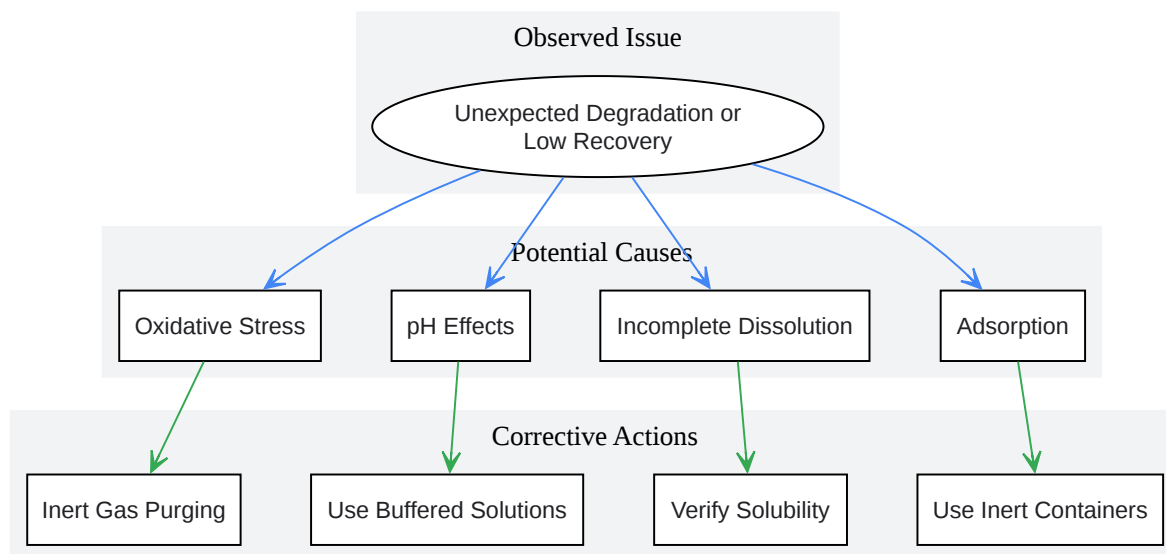 Observed Issue
Unexpected Degradation or
Low Recovery
Potential Causes
Oxidative Stress
pH Effects
Incomplete Dissolution
Adsorption
Corrective Actions
Inert Gas Purging
Use Buffered Solutions
Verify Solubility
Use Inert Containers